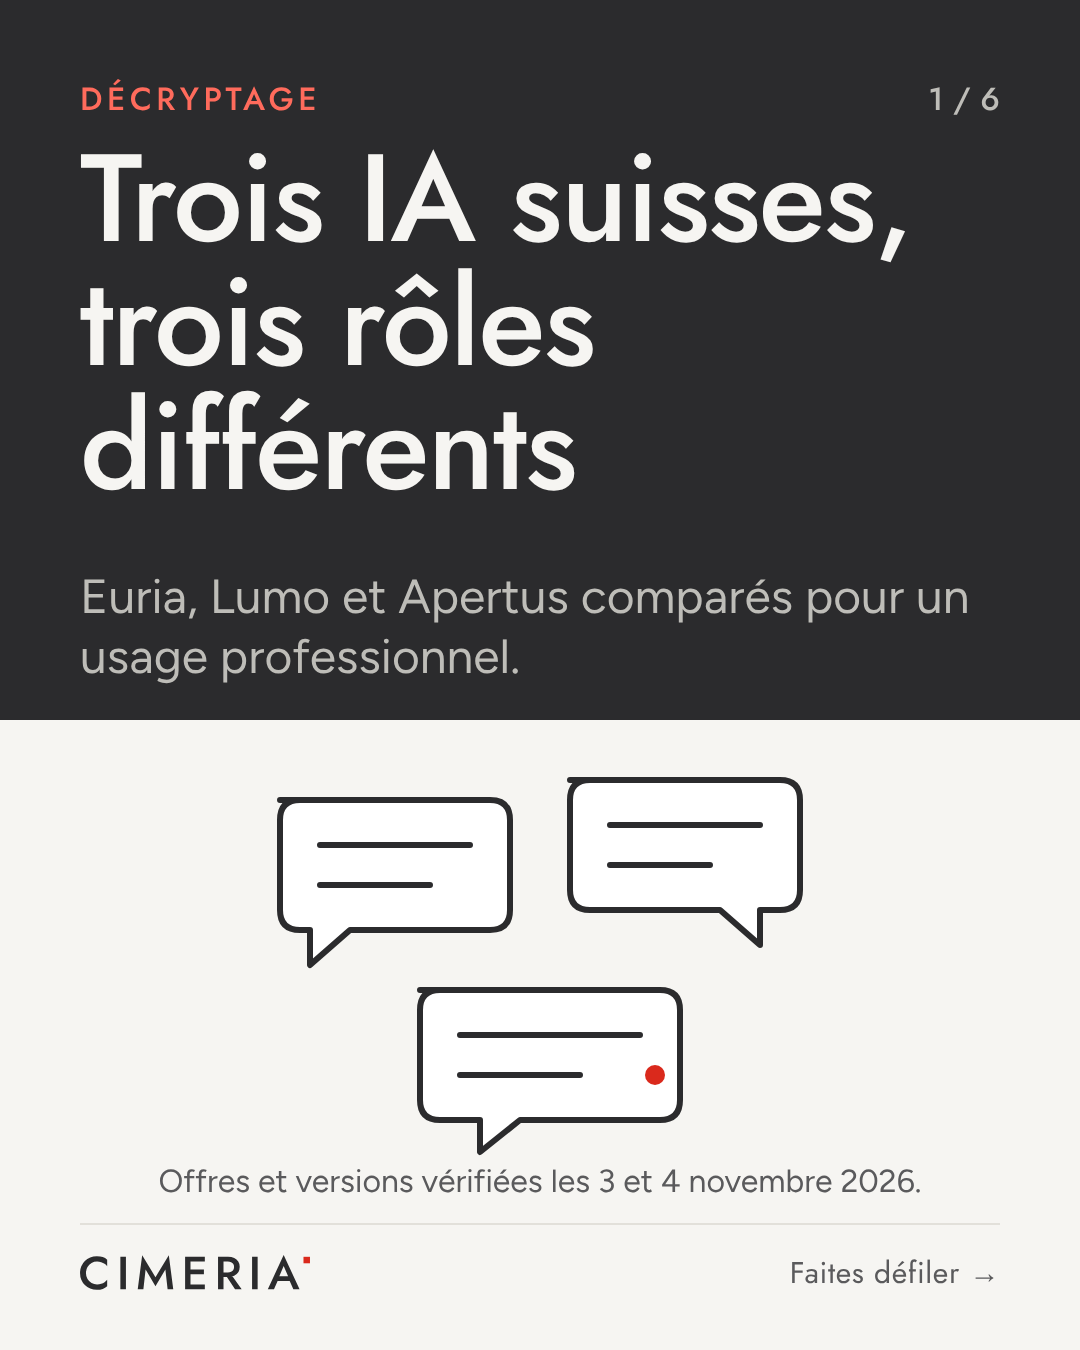 DÉCRYPTAGE
1 / 6
Trois IA suisses,
trois rôles
différents
Euria, Lumo et Apertus comparés pour un
usage professionnel.
Offres et versions vérifiées les 3 et 4 novembre 2026.
CIMERIA
Faites défiler →